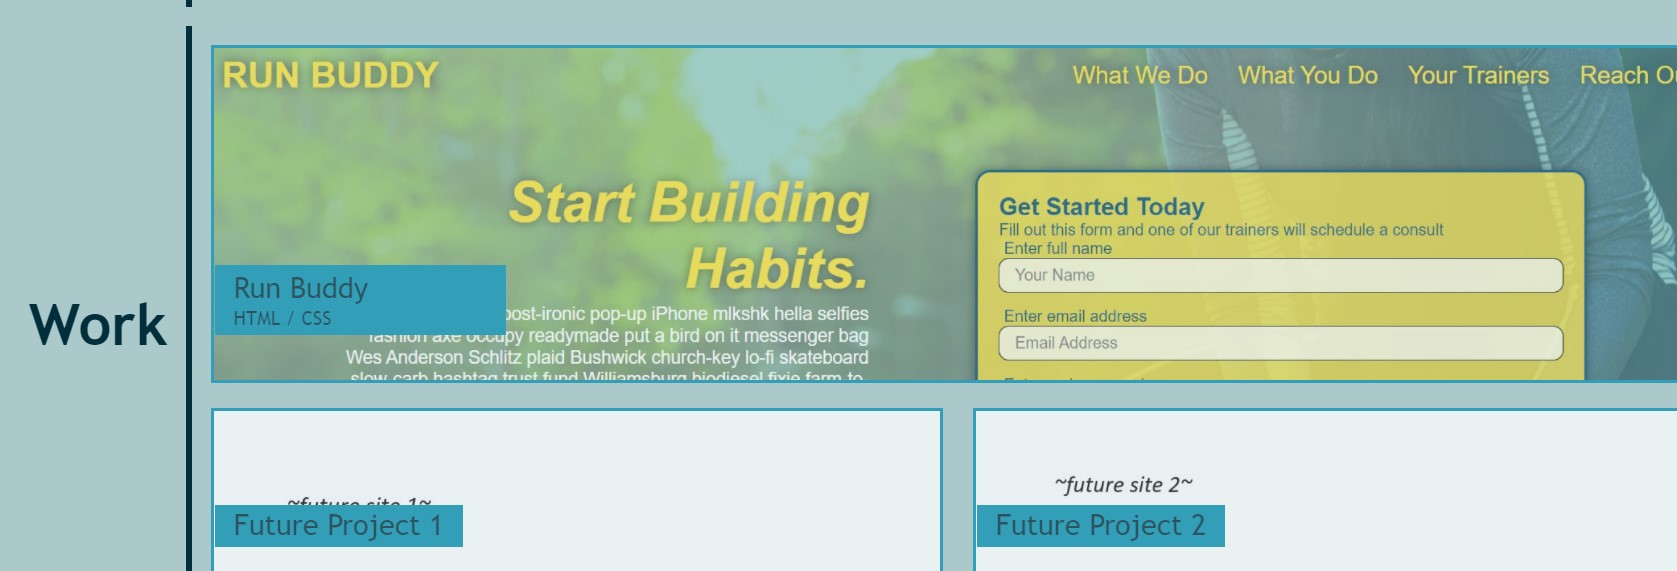 Work
RUN BUDDY
What We Do
What You Do
Your Trainers
Reach
Start Building
Habits.
post-ironic pop-up iPhone mlkshk hella selfies
fashion axe occupy readymade put a bird on it messenger bag
Wes Anderson Schlitz plaid Bushwick church-key lo-fi skateboard
slow-carb hashtag trust fund Williamsburg biodiesel fixie farm-to-
Run Buddy
HTML / CSS
Get Started Today
Fill out this form and one of our trainers will schedule a consult
Enter full name
Your Name
Enter email address
Email Address
~future site 1~
Future Project 1
~future site 2~
Future Project 2